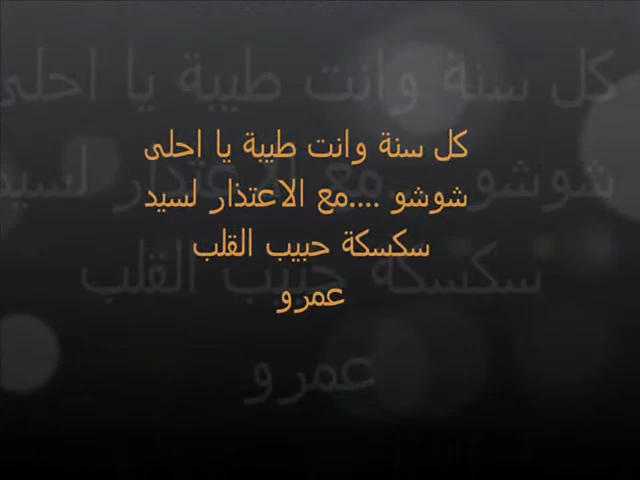 كل سنة وانت طيبة يا احلى
شوشو ....مع الاعتذار لسيد
سكسكة حبيب القلب
عمرو